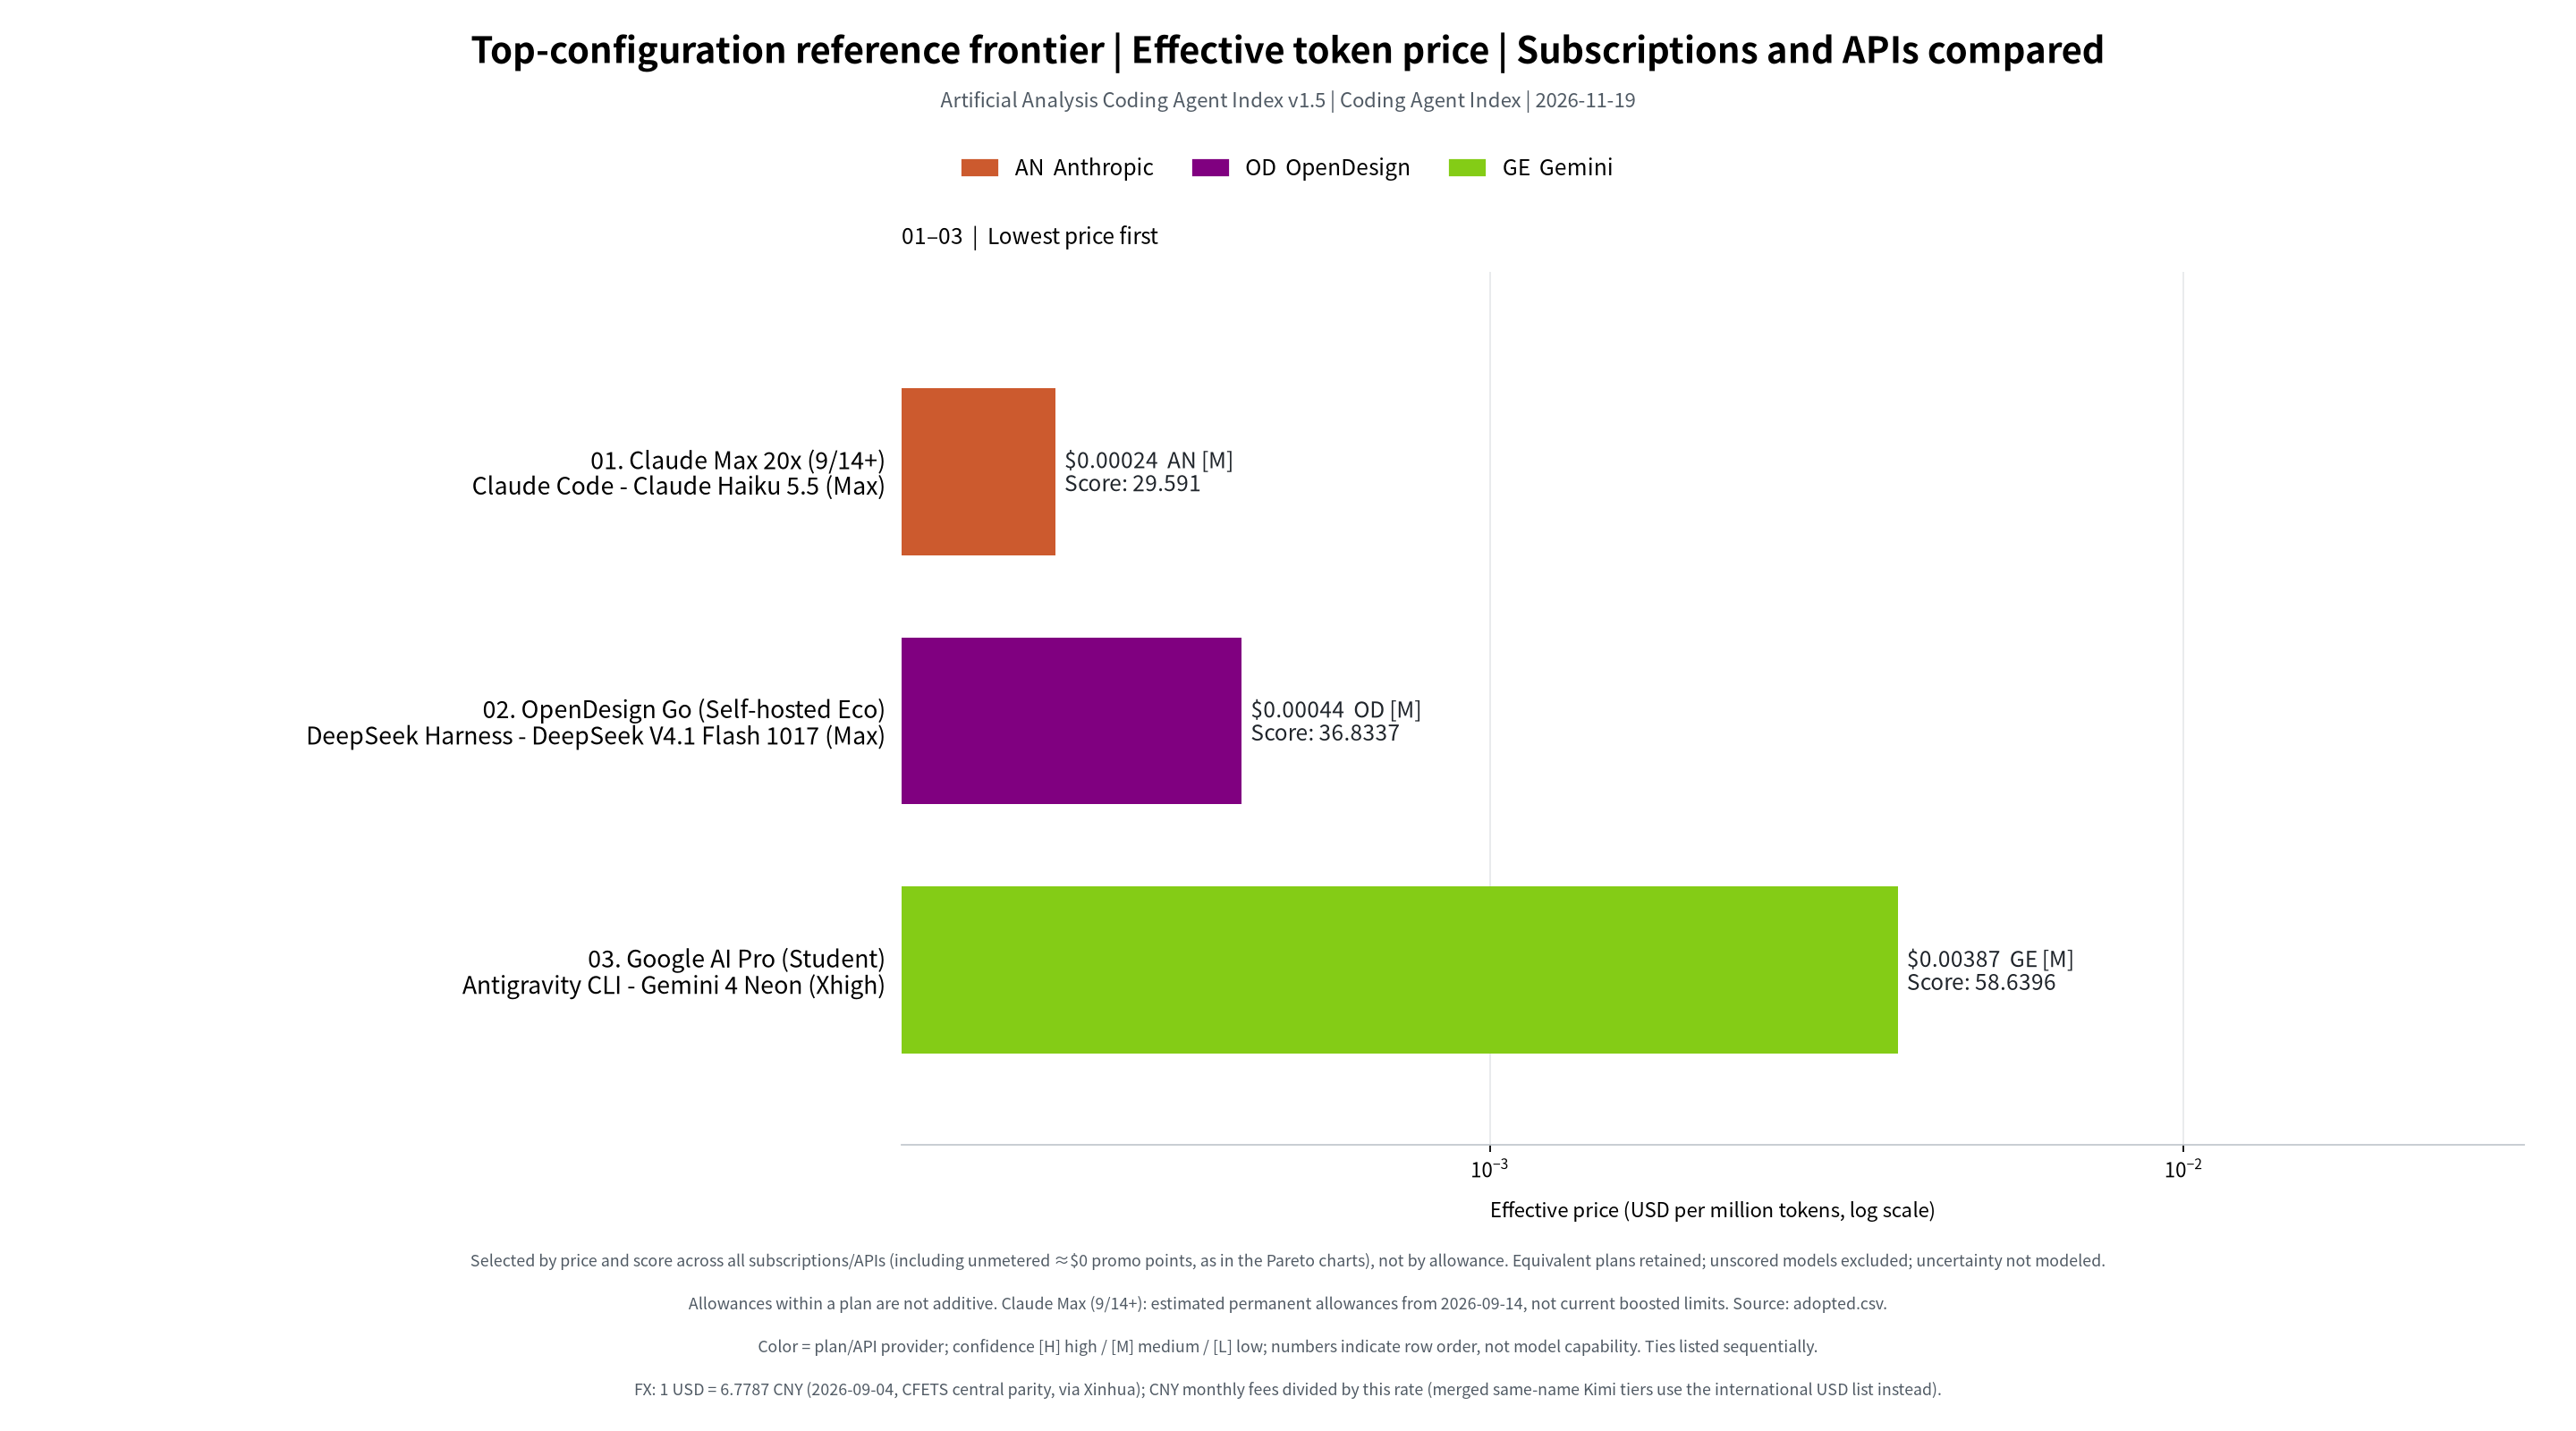 Top-configuration reference frontier | Effective token price | Subscriptions and APIs compared
Artificial Analysis Coding Agent Index v1.5 | Coding Agent Index | 2026-11-19
AN Anthropic
OD OpenDesign
GE Gemini
01–03 | Lowest price first
01. Claude Max 20x (9/14+)
Claude Code - Claude Haiku 5.5 (Max)
$0.00024 AN [M]
Score: 29.591
02. OpenDesign Go (Self-hosted Eco)
DeepSeek Harness - DeepSeek V4.1 Flash 1017 (Max)
$0.00044 OD [M]
Score: 36.8337
03. Google AI Pro (Student)
Antigravity CLI - Gemini 4 Neon (Xhigh)
$0.00387 GE [M]
Score: 58.6396
10⁻³
10⁻²
Effective price (USD per million tokens, log scale)
Selected by price and score across all subscriptions/APIs (including unmetered ≈$0 promo points, as in the Pareto charts), not by allowance. Equivalent plans retained; unscored models excluded; uncertainty not modeled.
Allowances within a plan are not additive. Claude Max (9/14+): estimated permanent allowances from 2026-09-14, not current boosted limits. Source: adopted.csv.
Color = plan/API provider; confidence [H] high / [M] medium / [L] low; numbers indicate row order, not model capability. Ties listed sequentially.
FX: 1 USD = 6.7787 CNY (2026-09-04, CFETS central parity, via Xinhua); CNY monthly fees divided by this rate (merged same-name Kimi tiers use the international USD list instead).